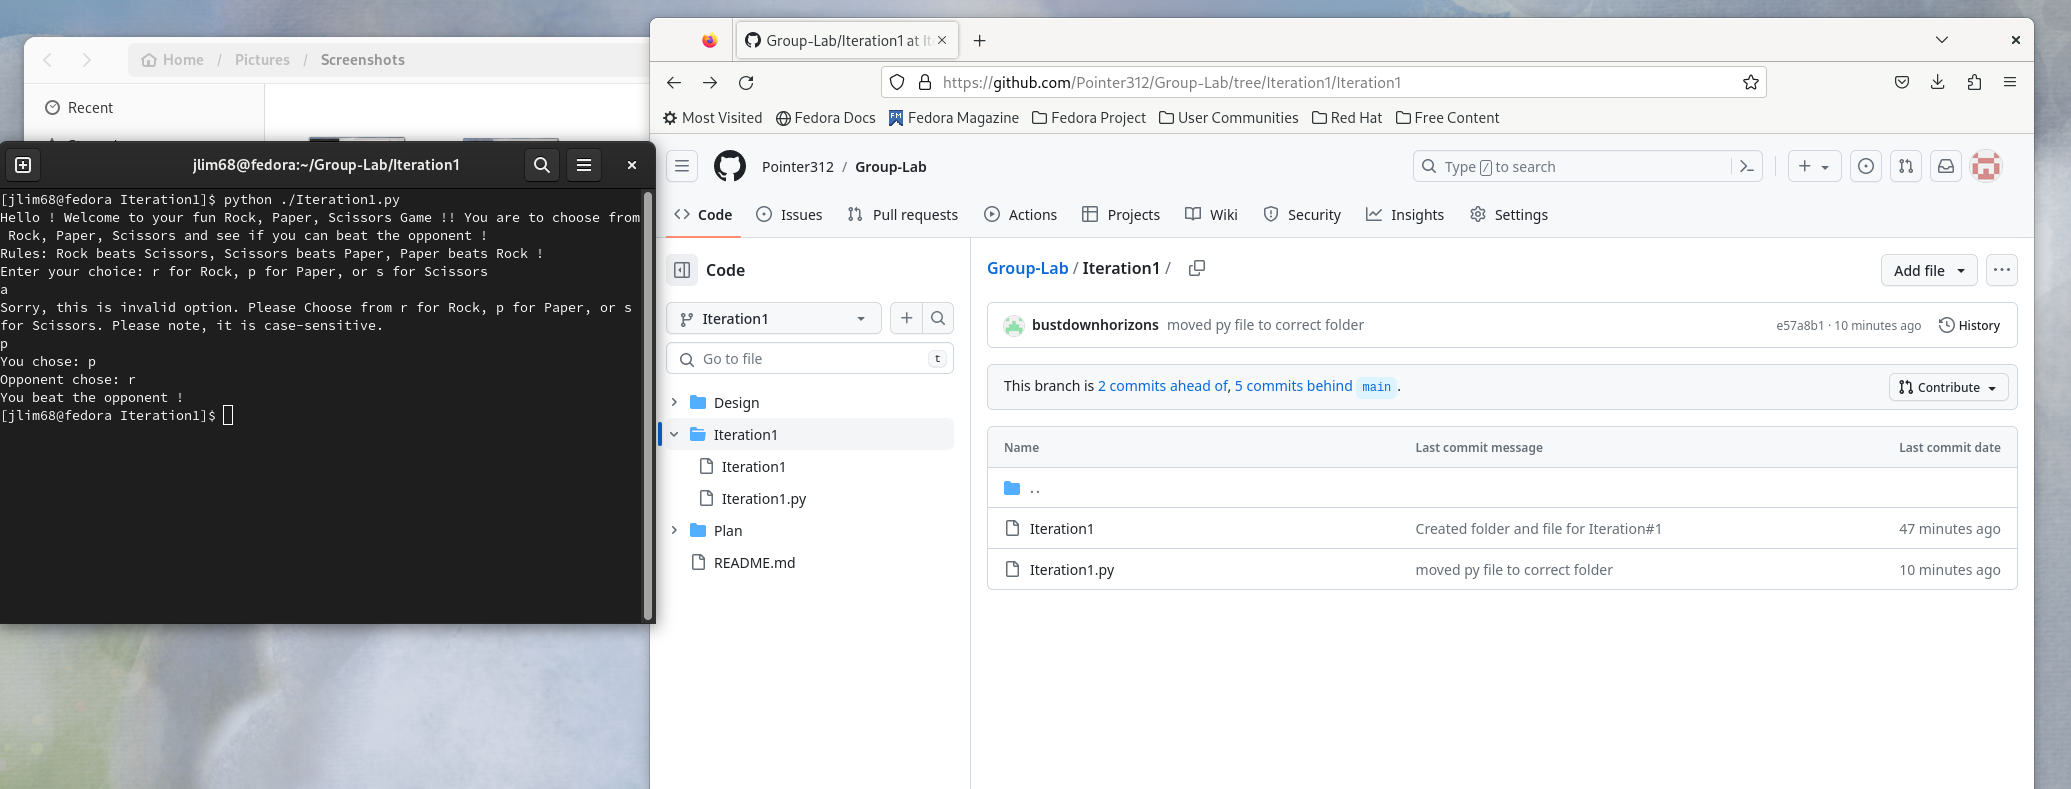 Home / Pictures / Screenshots
Recent
jlim68@fedora:~/Group-Lab/Iteration1
[jlim68@fedora Iteration1]$ python ./Iteration1.py
Hello ! Welcome to your fun Rock, Paper, Scissors Game !! You are to choose from
Rock, Paper, Scissors and see if you can beat the opponent !
Rules: Rock beats Scissors, Scissors beats Paper, Paper beats Rock !
Enter your choice: r for Rock, p for Paper, or s for Scissors
a
Sorry, this is invalid option. Please Choose from r for Rock, p for Paper, or s
for Scissors. Please note, it is case-sensitive.
p
You chose: p
Opponent chose: r
You beat the opponent !
[jlim68@fedora Iteration1]$
Group-Lab/Iteration1 at It
https://github.com/Pointer312/Group-Lab/tree/Iteration1/Iteration1
Most Visited Fedora Docs Fedora Magazine Fedora Project User Communities Red Hat Free Content
Pointer312 / Group-Lab Type / to search
Code Issues Pull requests Actions Projects Wiki Security Insights Settings
Code
Iteration1
Go to file t
Design
Iteration1
Iteration1
Iteration1.py
Plan
README.md
Group-Lab / Iteration1 / Add file
bustdownhorizons moved py file to correct folder e57a8b1 · 10 minutes ago History
This branch is 2 commits ahead of, 5 commits behind main . Contribute
Name Last commit message Last commit date
..
Iteration1 Created folder and file for Iteration#1 47 minutes ago
Iteration1.py moved py file to correct folder 10 minutes ago